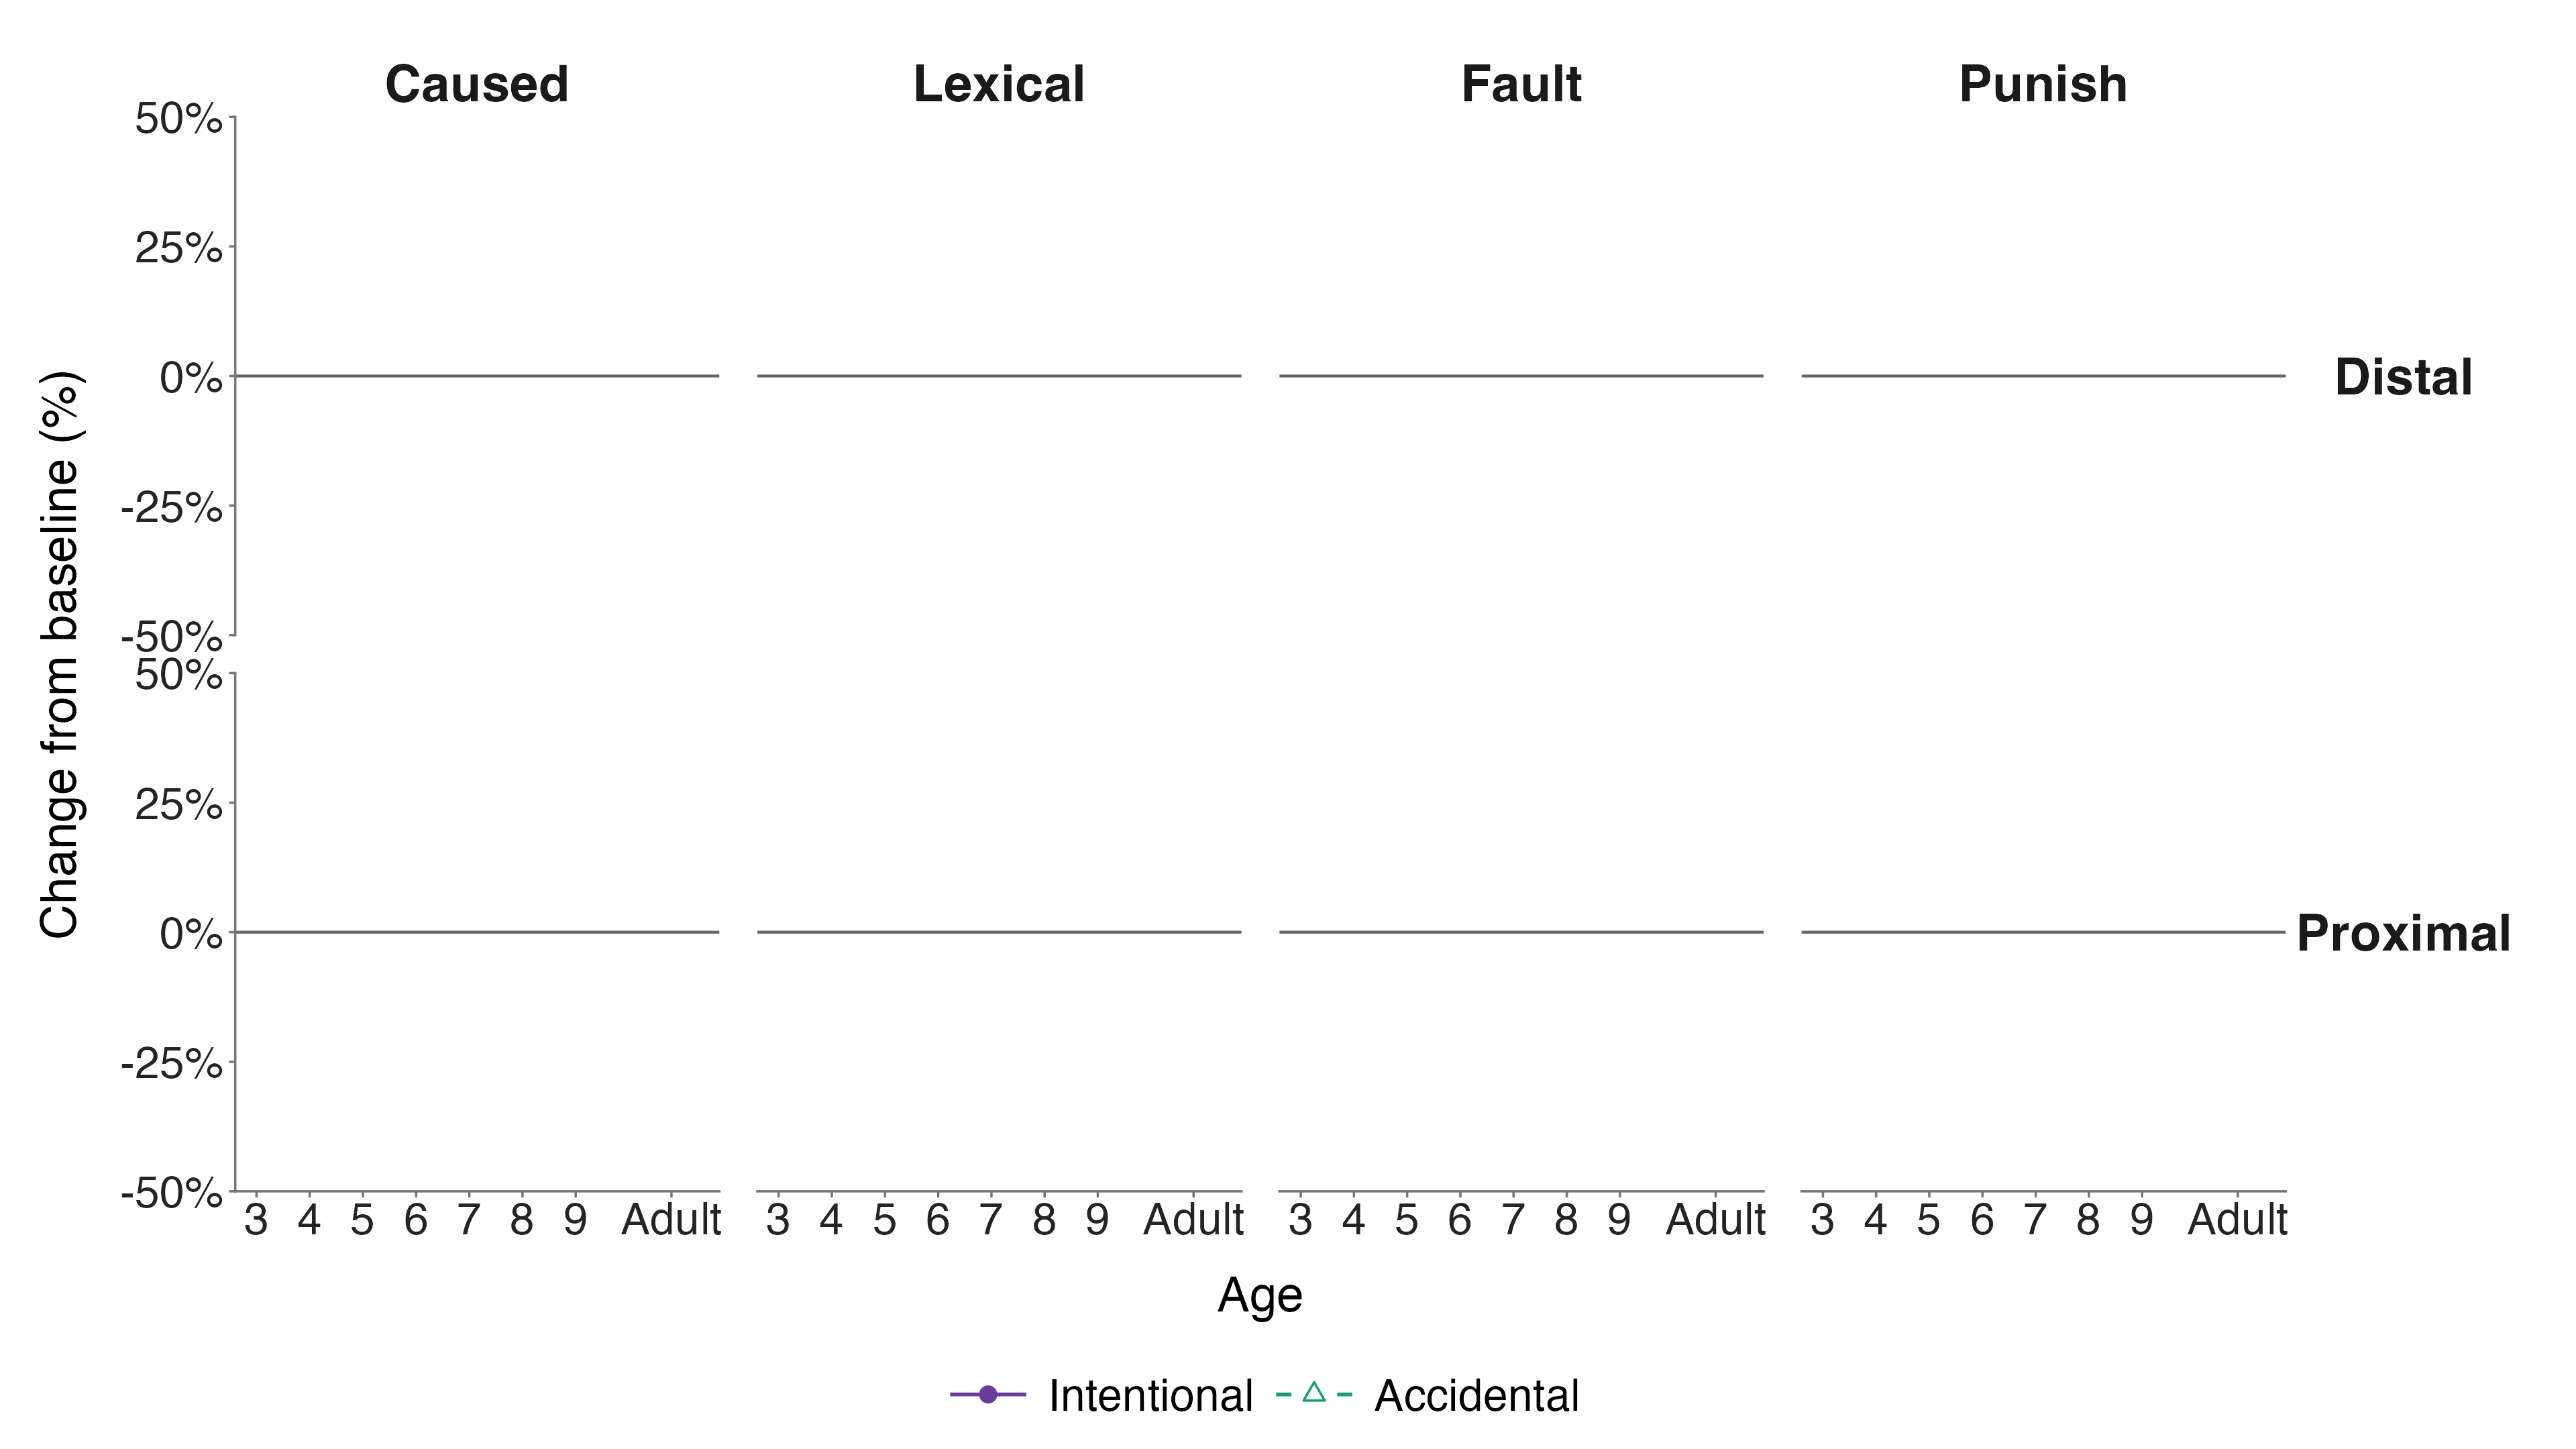 Caused Lexical Fault Punish
50%
25%
0%
-25%
-50%
Distal
50%
25%
0%
-25%
-50%
Proximal
Change from baseline (%)
3 4 5 6 7 8 9 Adult 3 4 5 6 7 8 9 Adult 3 4 5 6 7 8 9 Adult 3 4 5 6 7 8 9 Adult
Age
Intentional Accidental